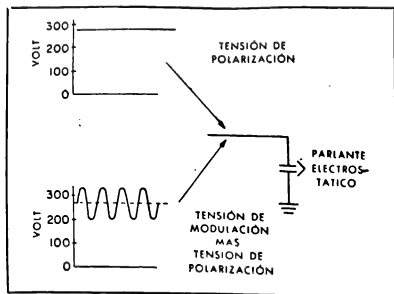 300
200
100
0
VOLT
TENSIÓN DE
POLARIZACIÓN
PARLANTE
ELECTROS-
TATICO
300
200
100
0
VOLT
TENSIÓN DE
MODULACIÓN
MAS
TENSION DE
POLARIZACIÓN